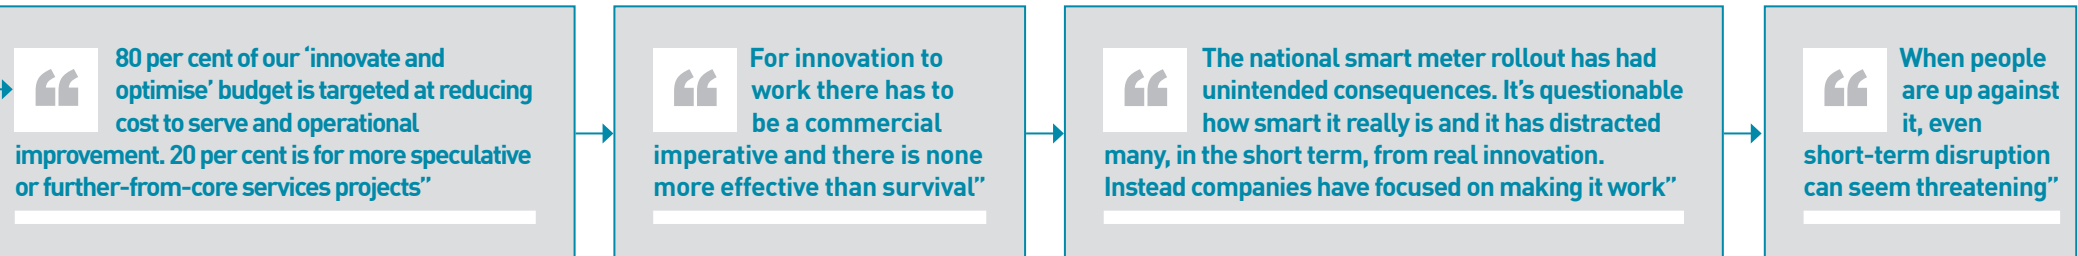 “
80 per cent of our ‘innovate and
optimise’ budget is targeted at reducing
cost to serve and operational
improvement. 20 per cent is for more speculative
or further-from-core services projects”
“
For innovation to
work there has to
be a commercial
imperative and there is none
more effective than survival”
“
The national smart meter rollout has had
unintended consequences. It’s questionable
how smart it really is and it has distracted
many, in the short term, from real innovation.
Instead companies have focused on making it work”
“
When people
are up against
it, even
short-term disruption
can seem threatening”